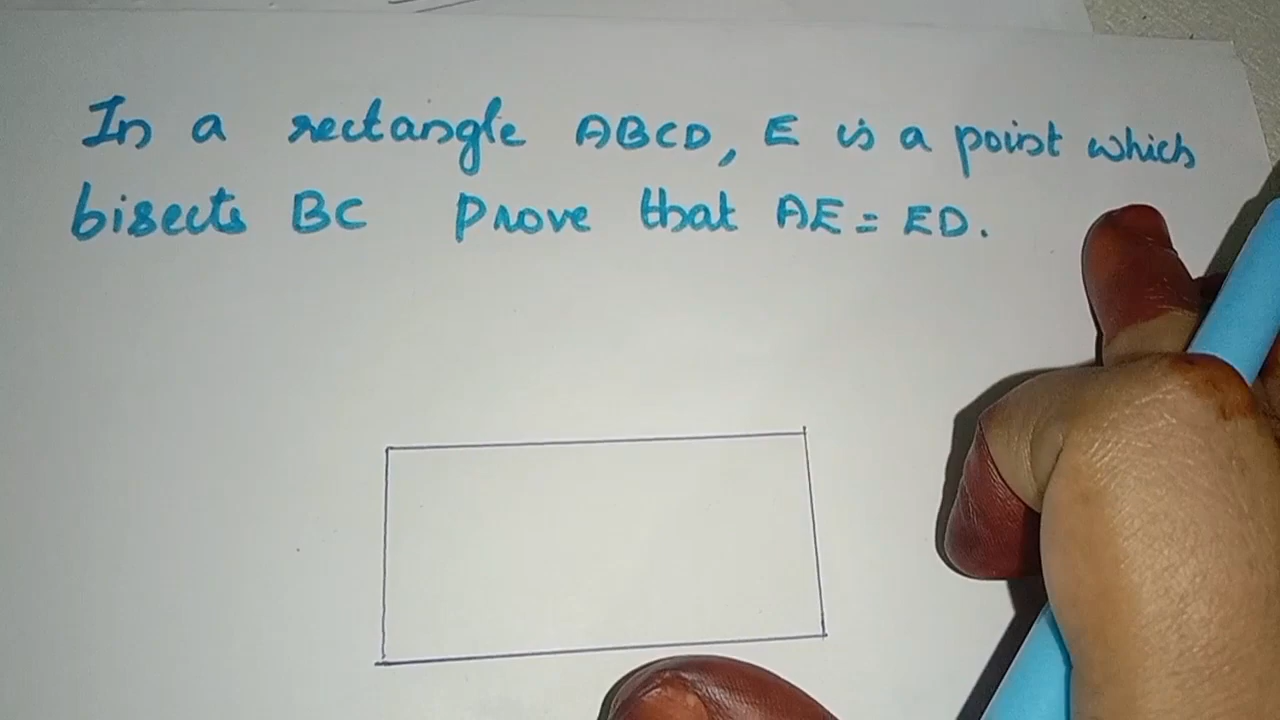 In a rectangle ABCD, E is a point which
bisects BC Prove that AE = ED.